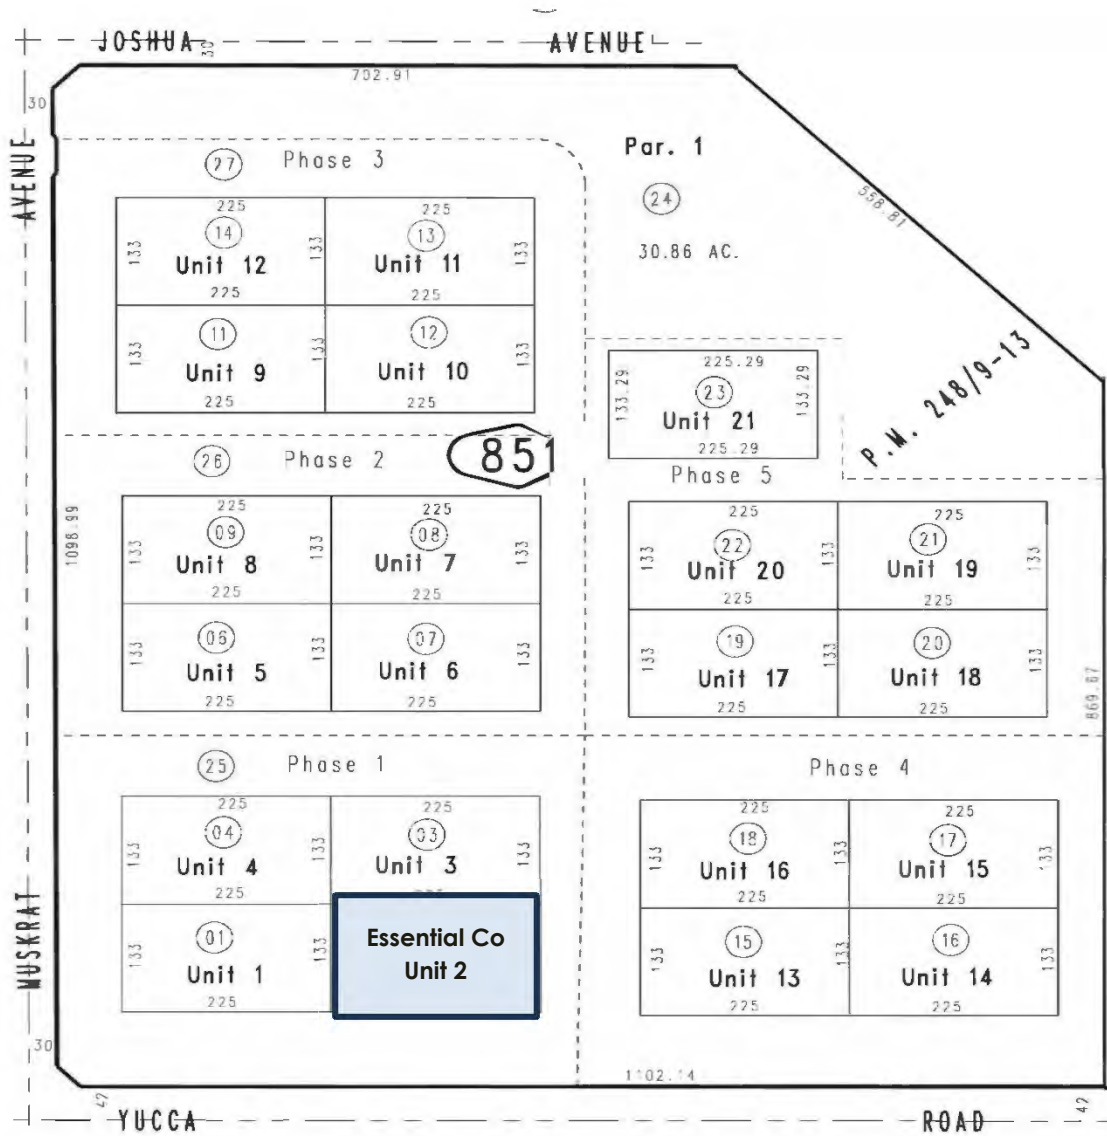 JOSHUA AVENUE
30
702.91
30
MUSKRAT AVENUE
1098.99
Par. 1
24
30.86 AC.
558.81
P.M. 248/9-13
27 Phase 3
225 225
14 13
133 Unit 12 133 Unit 11 133
225 225
11 12
133 Unit 9 133 Unit 10 133
225 225
225.29
133.29 23 133.29
Unit 21
225.29
851
26 Phase 2
Phase 5
225 225
09 08
133 Unit 8 133 Unit 7 133
225 225
06 07
133 Unit 5 133 Unit 6 133
225 225
225 225
22 21
133 Unit 20 133 Unit 19 133
225 225
19 20
133 Unit 17 133 Unit 18 133
225 225
869.67
25 Phase 1
Phase 4
225 225
04 03
133 Unit 4 133 Unit 3 133
225
01
133 Unit 1 133
225
Essential Co
Unit 2
225 225
18 17
133 Unit 16 133 Unit 15 133
225 225
15 16
133 Unit 13 133 Unit 14 133
225 225
30
1102.14
42
42
YUCCA ROAD